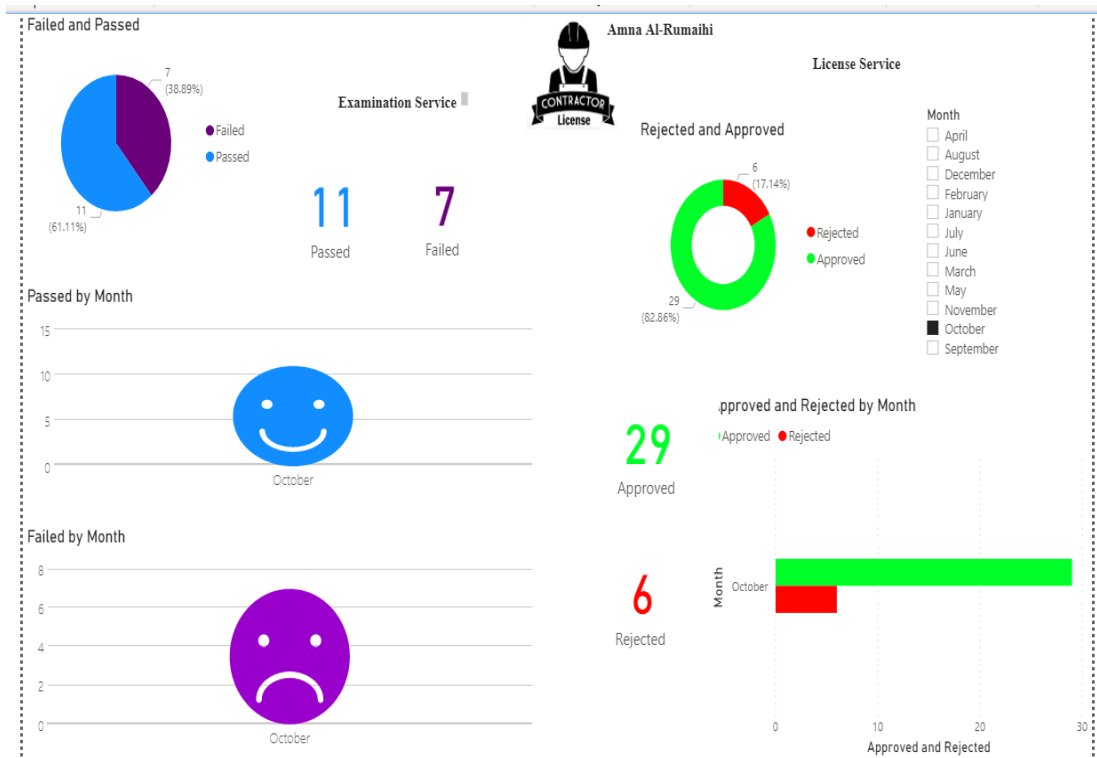 Failed and Passed
7
(38.89%)
Failed
Passed
11
(61.11%)
Examination Service
11
Passed
7
Failed
CONTRACTOR
License
Amna Al-Rumaihi
License Service
Rejected and Approved
6
(17.14%)
Rejected
Approved
29
(82.86%)
Month
April
August
December
February
January
July
June
March
May
November
October
September
Passed by Month
15
10
5
0
October
Failed by Month
8
6
4
2
0
October
29
Approved
6
Rejected
pproved and Rejected by Month
Approved Rejected
Month
October
0 10 20 30
Approved and Rejected